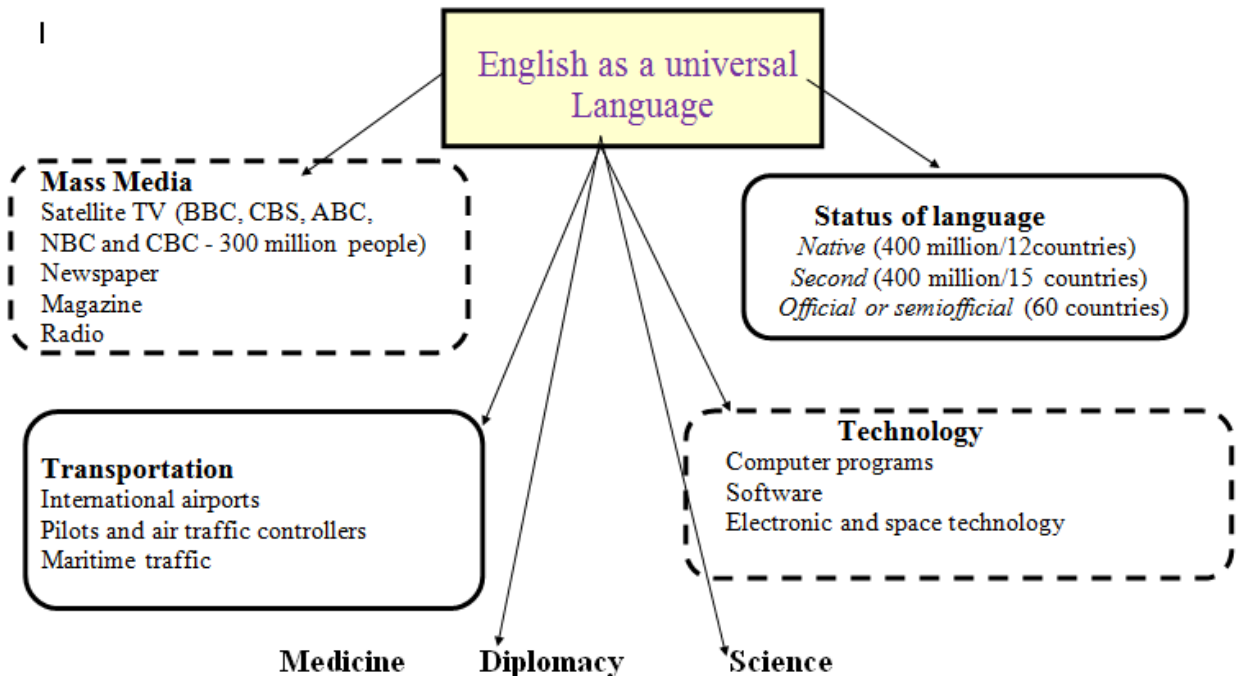 English as a universal
Language
Mass Media
Satellite TV (BBC, CBS, ABC,
NBC and CBC - 300 million people)
Newspaper
Magazine
Radio
Status of language
Native (400 million/12countries)
Second (400 million/15 countries)
Official or semiofficial (60 countries)
Transportation
International airports
Pilots and air traffic controllers
Maritime traffic
Technology
Computer programs
Software
Electronic and space technology
Medicine Diplomacy Science